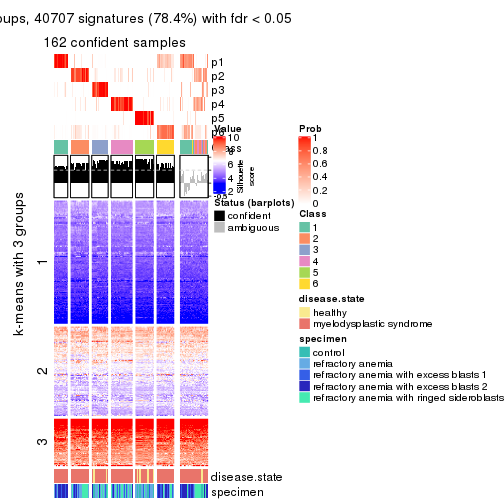 oups, 40707 signatures (78.4%) with fdr < 0.05
162 confident samples
p1
p2
p3
p4
p5
p6
Class
Silhouette
score
k-means with 3 groups
1
2
3
disease.state
specimen
Value
10
8
6
4
2
Status (barplots)
confident
ambiguous
Prob
1
0.8
0.6
0.4
0.2
0
Class
1
2
3
4
5
6
disease.state
healthy
myelodysplastic syndrome
specimen
control
refractory anemia
refractory anemia with excess blasts 1
refractory anemia with excess blasts 2
refractory anemia with ringed sideroblasts